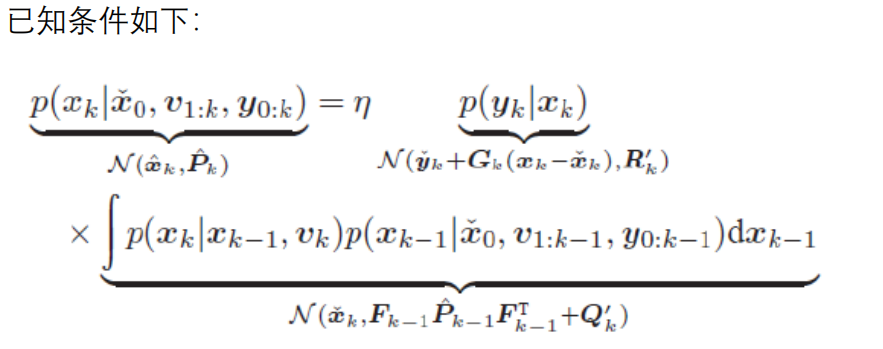 已知条件如下：
p(x_k|x̌_0, v_{1:k}, y_{0:k}) = η p(y_k|x_k)
N(x̂_k, P̂_k) N(y̌_k+G_k(x_k−x̌_k), R′_k)
× ∫ p(x_k|x_{k−1}, v_k)p(x_{k−1}|x̌_0, v_{1:k−1}, y_{0:k−1})dx_{k−1}
N(x̌_k, F_{k−1}P̂_{k−1}F^T_{k−1}+Q′_k)